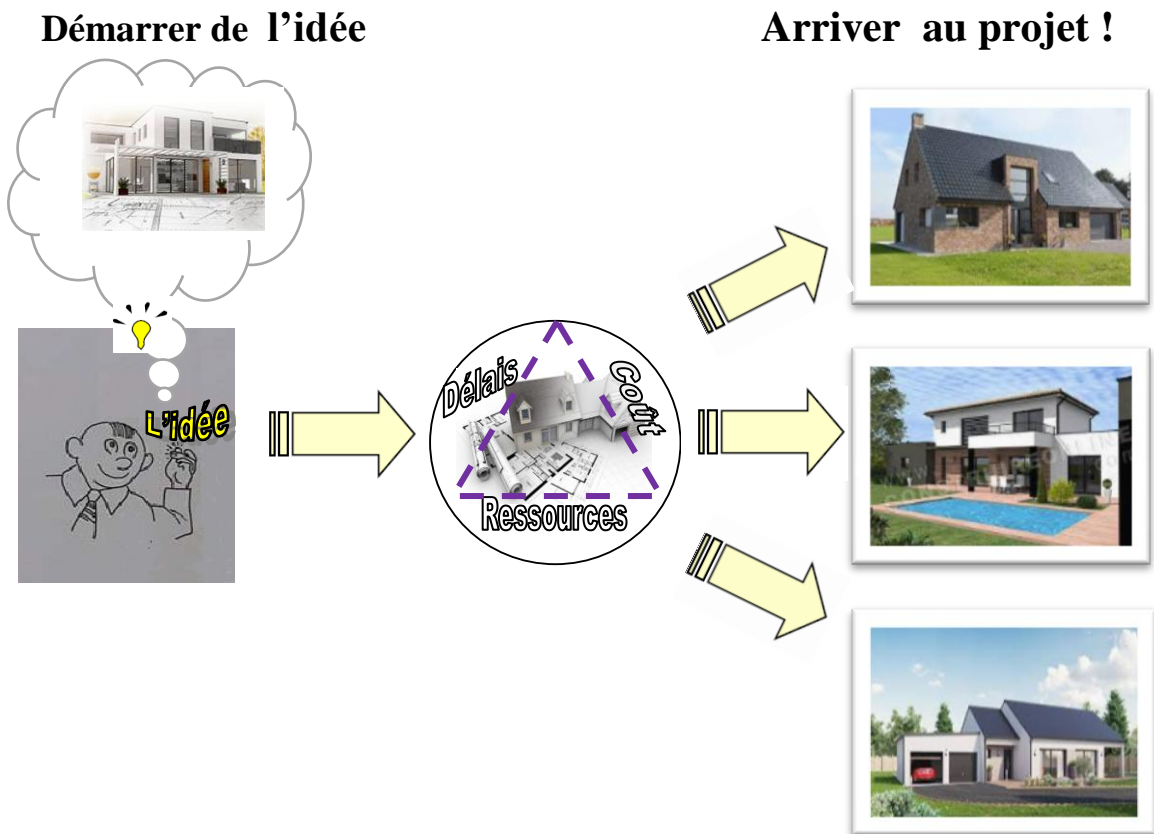 Démarrer de l’idée
Arriver au projet !
L'idée
Délais
Coût
Ressources